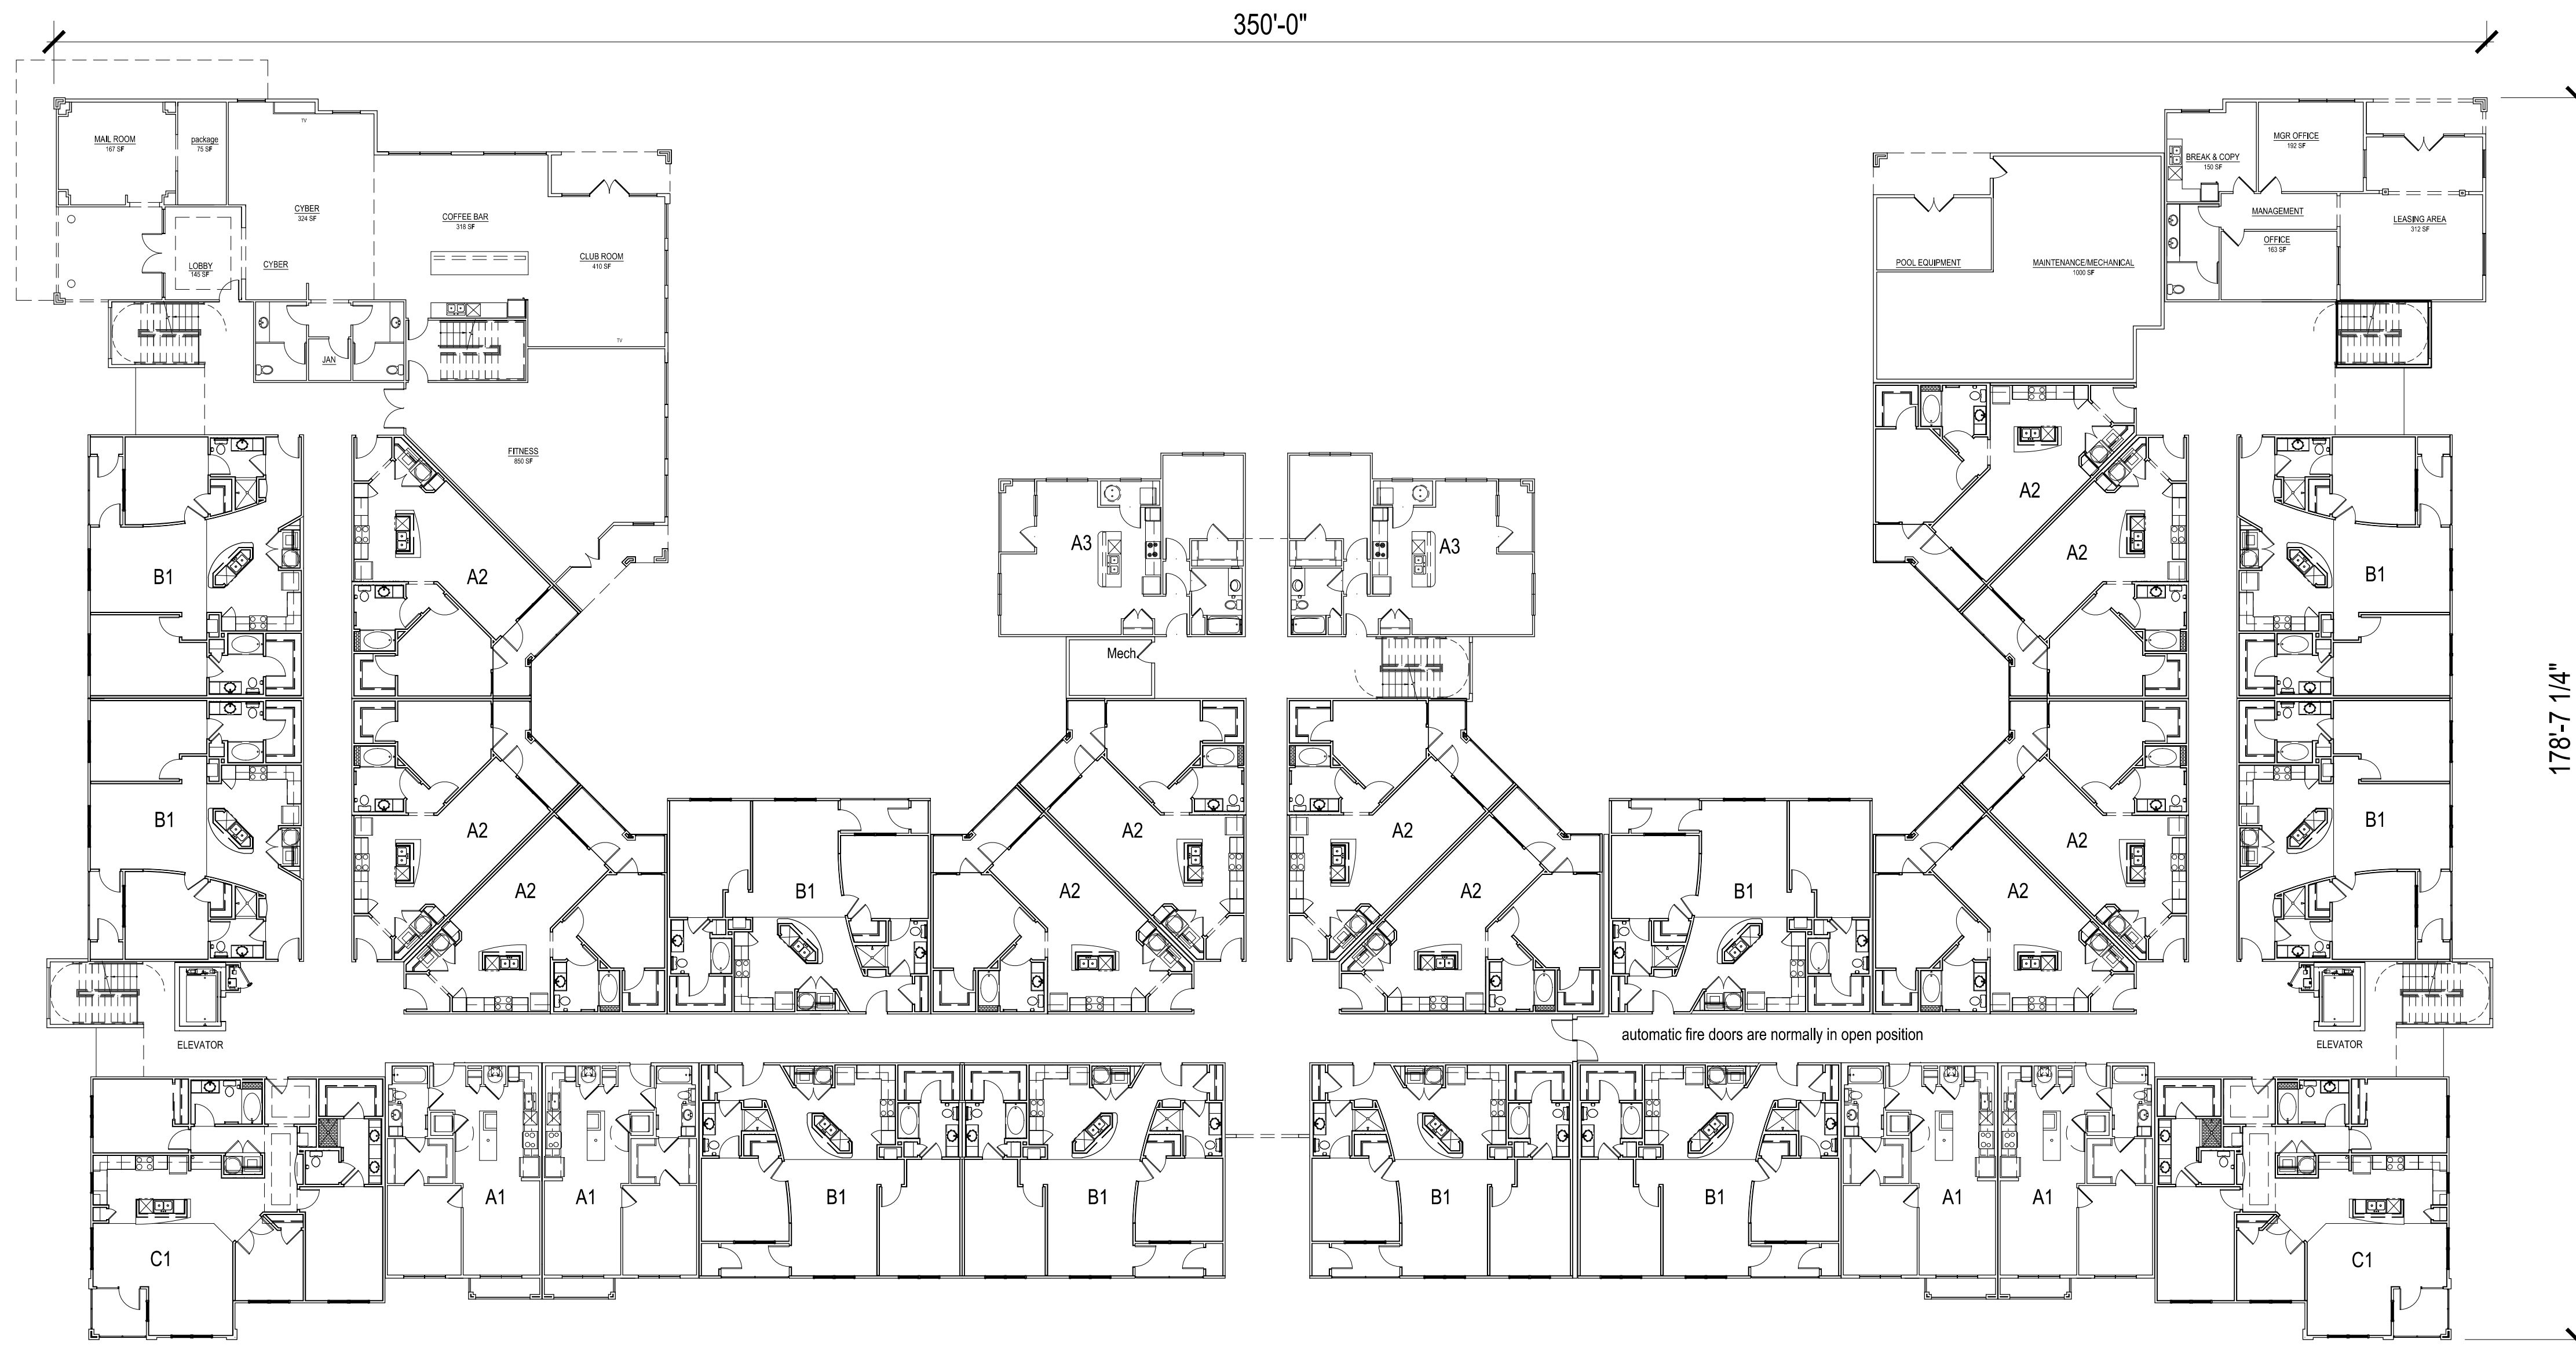 350'-0"
MAIL ROOM
167 SF
package
75 SF
TV
CYBER
324 SF
COFFEE BAR
318 SF
CLUB ROOM
410 SF
LOBBY
145 SF
CYBER
JAN
TV
FITNESS
850 SF
BREAK & COPY
150 SF
MGR OFFICE
192 SF
MANAGEMENT
LEASING AREA
312 SF
OFFICE
163 SF
POOL EQUIPMENT
MAINTENANCE/MECHANICAL
1000 SF
178'-7 1/4"
A2
A3
A3
A2
B1
A2
A2
B1
Mech
B1
A2
A2
A2
A2
B1
A2
B1
A2
A2
B1
A2
B1
automatic fire doors are normally in open position
ELEVATOR
ELEVATOR
A1
A1
B1
B1
B1
B1
A1
A1
C1
C1